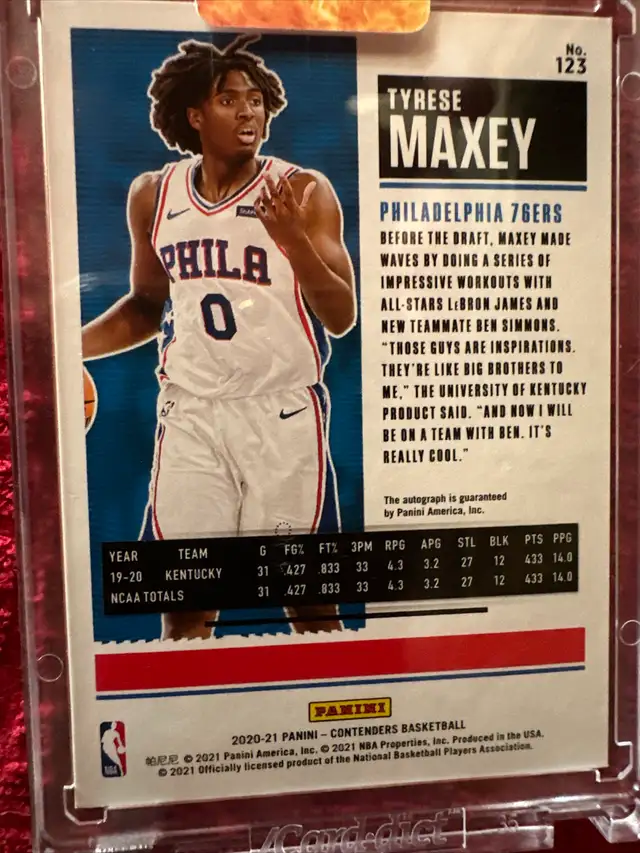 No.
123
TYRESE
MAXEY
PHILADELPHIA 76ERS
BEFORE THE DRAFT, MAXEY MADE
WAVES BY DOING A SERIES OF
IMPRESSIVE WORKOUTS WITH
ALL-STARS LeBRON JAMES AND
NEW TEAMMATE BEN SIMMONS.
“THOSE GUYS ARE INSPIRATIONS.
THEY’RE LIKE BIG BROTHERS TO
ME,” THE UNIVERSITY OF KENTUCKY
PRODUCT SAID. “AND NOW I WILL
BE ON A TEAM WITH BEN. IT’S
REALLY COOL.”
PHILA
0
The autograph is guaranteed
by Panini America, Inc.
YEAR TEAM G FG% FT% 3PM RPG APG STL BLK PTS PPG
19-20 KENTUCKY 31 .427 .833 33 4.3 3.2 27 12 433 14.0
NCAA TOTALS 31 .427 .833 33 4.3 3.2 27 12 433 14.0
PANINI
2020-21 PANINI – CONTENDERS BASKETBALL
帕尼尼 © 2021 Panini America, Inc. © 2021 NBA Properties, Inc. Produced in the USA.
© 2021 Officially licensed product of the National Basketball Players Association.
NBA